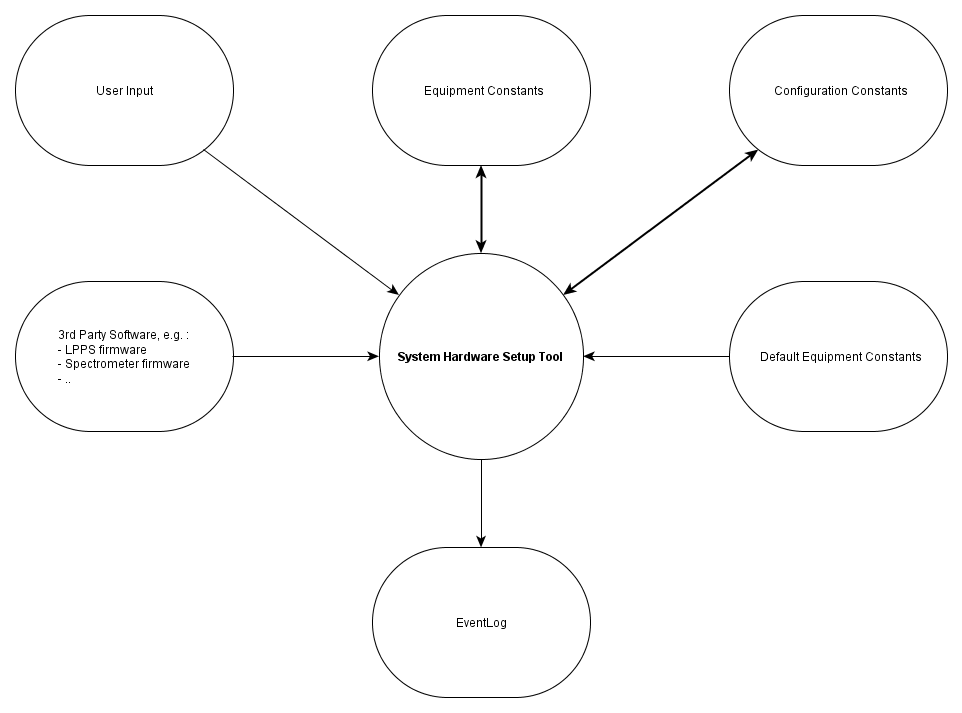 User Input
Equipment Constants
Configuration Constants
3rd Party Software, e.g. :
- LPPS firmware
- Spectrometer firmware
- ..
System Hardware Setup Tool
Default Equipment Constants
EventLog